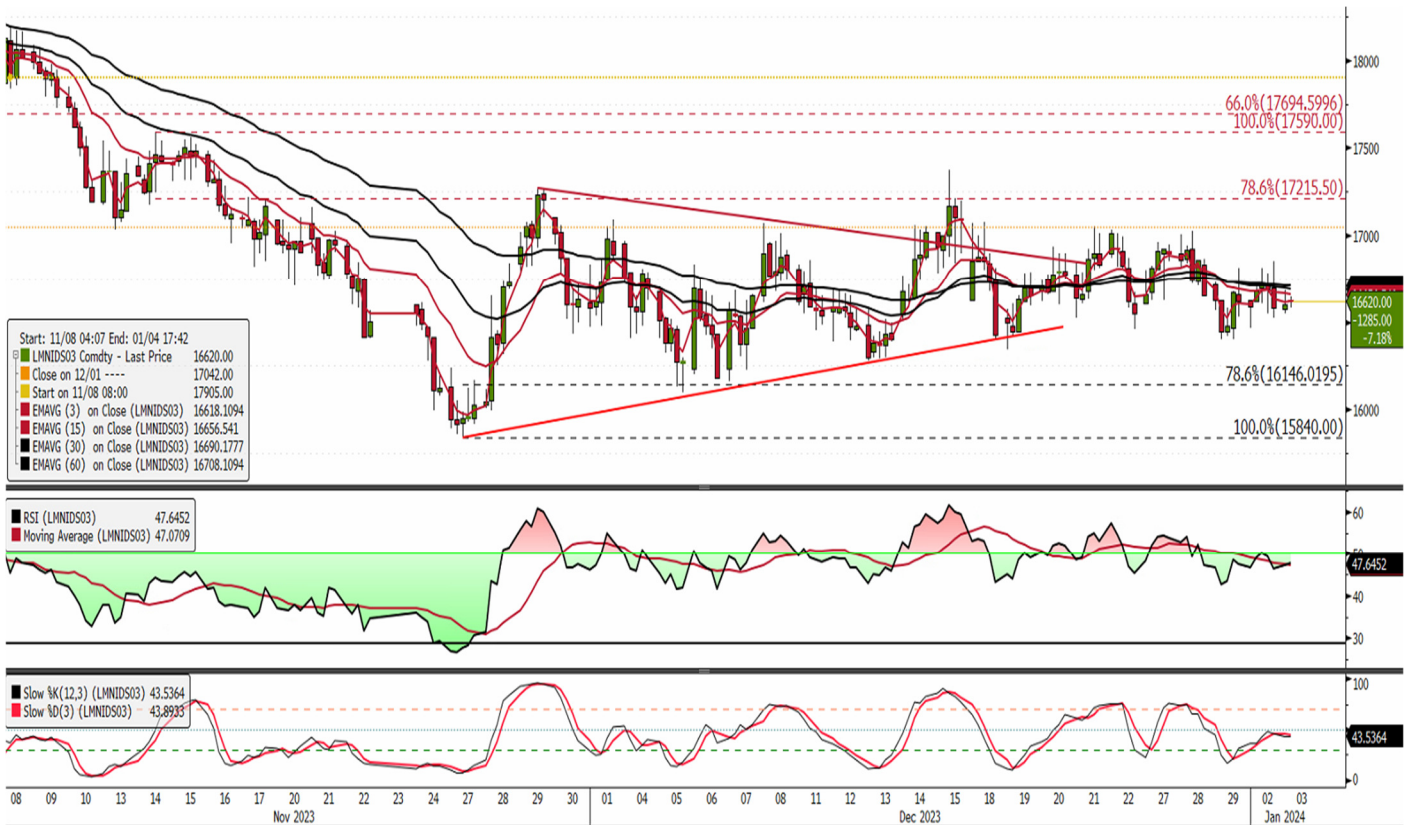 18000
66.0%(17694.5996)
100.0%(17590.00)
17500
78.6%(17215.50)
17000
16620.00
-1285.00
-7.18%
78.6%(16146.0195)
16000
100.0%(15840.00)
Start: 11/08 04:07 End: 01/04 17:42
LMNIDS03 Comdty - Last Price 16620.00
Close on 12/01 ---- 17042.00
Start on 11/08 08:00 17905.00
EMAVG (3) on Close (LMNIDS03) 16618.1094
EMAVG (15) on Close (LMNIDS03) 16656.541
EMAVG (30) on Close (LMNIDS03) 16690.1777
EMAVG (60) on Close (LMNIDS03) 16708.1094
RSI (LMNIDS03) 47.6452
Moving Average (LMNIDS03) 47.0709
60
50
47.6452
40
30
Slow %K(12,3) (LMNIDS03) 43.5364
Slow %D(3) (LMNIDS03) 43.8933
100
43.5364
0
08 09 10 13 14 15 16 17 20 21 22 23 24 27 29 30 01 04 05 06 07 11 12 13 14 15 18 19 20 21 22 27 28 29 02 03
Nov 2023 Dec 2023 Jan 2024